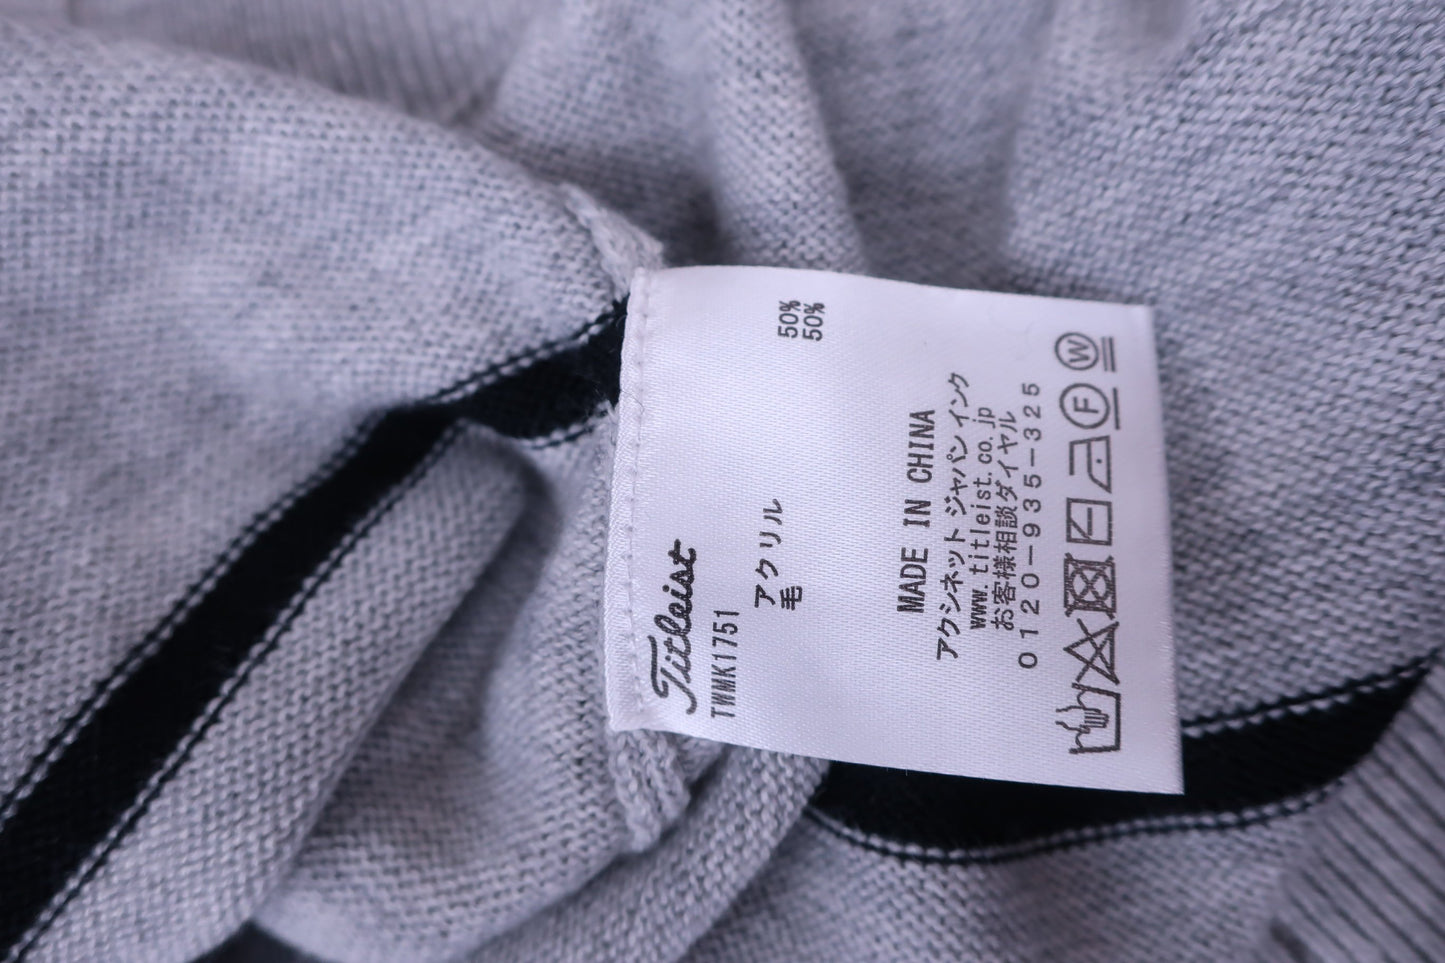 Titleist
TWMK1751
アクリル 50%
毛 50%
MADE IN CHINA
アクシネット ジャパン インク
www.titleist.co.jp
お客様相談ダイヤル
0120-935-325
F W